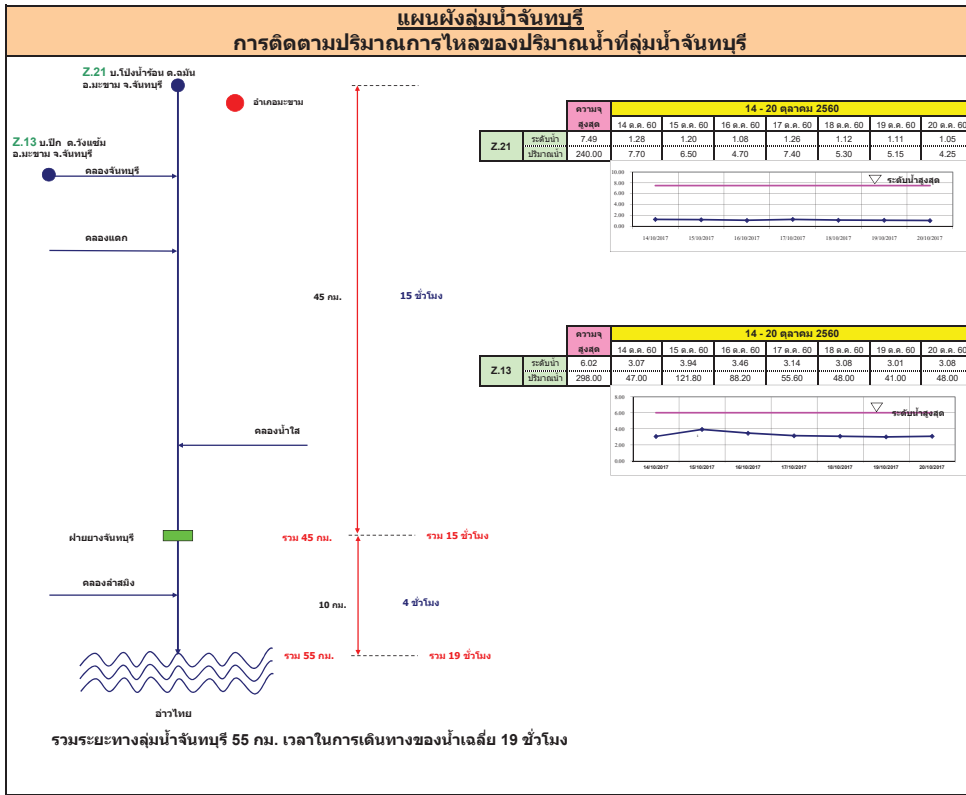 แผนผังลุ่มน้ำจันทบุรี
การติดตามปริมาณการไหลของปริมาณน้ำที่ลุ่มน้ำจันทบุรี
Z.21 บ.โป่งน้ำร้อน ต.ฉมัน
อ.มะขาม จ.จันทบุรี
อำเภอมะขาม
Z.13 บ.ปึก ต.วังแซ้ม
อ.มะขาม จ.จันทบุรี
คลองจันทบุรี
คลองแตก
45 กม.
15 ชั่วโมง
คลองน้ำใส
ฝายยางจันทบุรี
รวม 45 กม.
รวม 15 ชั่วโมง
คลองลำสมิง
10 กม.
4 ชั่วโมง
รวม 55 กม.
รวม 19 ชั่วโมง
อ่าวไทย
รวมระยะทางลุ่มน้ำจันทบุรี 55 กม. เวลาในการเดินทางของน้ำเฉลี่ย 19 ชั่วโมง
ความจุ 14 - 20 ตุลาคม 2560
สูงสุด 14 ต.ค. 60 15 ต.ค. 60 16 ต.ค. 60 17 ต.ค. 60 18 ต.ค. 60 19 ต.ค. 60 20 ต.ค. 60
Z.21 ระดับน้ำ 7.49 1.28 1.20 1.08 1.26 1.12 1.11 1.05
ปริมาณน้ำ 240.00 7.70 6.50 4.70 7.40 5.30 5.15 4.25
10.00
8.00
6.00
4.00
2.00
0.00
ระดับน้ำสูงสุด
14/10/2017 15/10/2017 16/10/2017 17/10/2017 18/10/2017 19/10/2017 20/10/2017
ความจุ 14 - 20 ตุลาคม 2560
สูงสุด 14 ต.ค. 60 15 ต.ค. 60 16 ต.ค. 60 17 ต.ค. 60 18 ต.ค. 60 19 ต.ค. 60 20 ต.ค. 60
Z.13 ระดับน้ำ 6.02 3.07 3.94 3.46 3.14 3.08 3.01 3.08
ปริมาณน้ำ 298.00 47.00 121.80 88.20 55.60 48.00 41.00 48.00
8.00
6.00
4.00
2.00
0.00
ระดับน้ำสูงสุด
14/10/2017 15/10/2017 16/10/2017 17/10/2017 18/10/2017 19/10/2017 20/10/2017